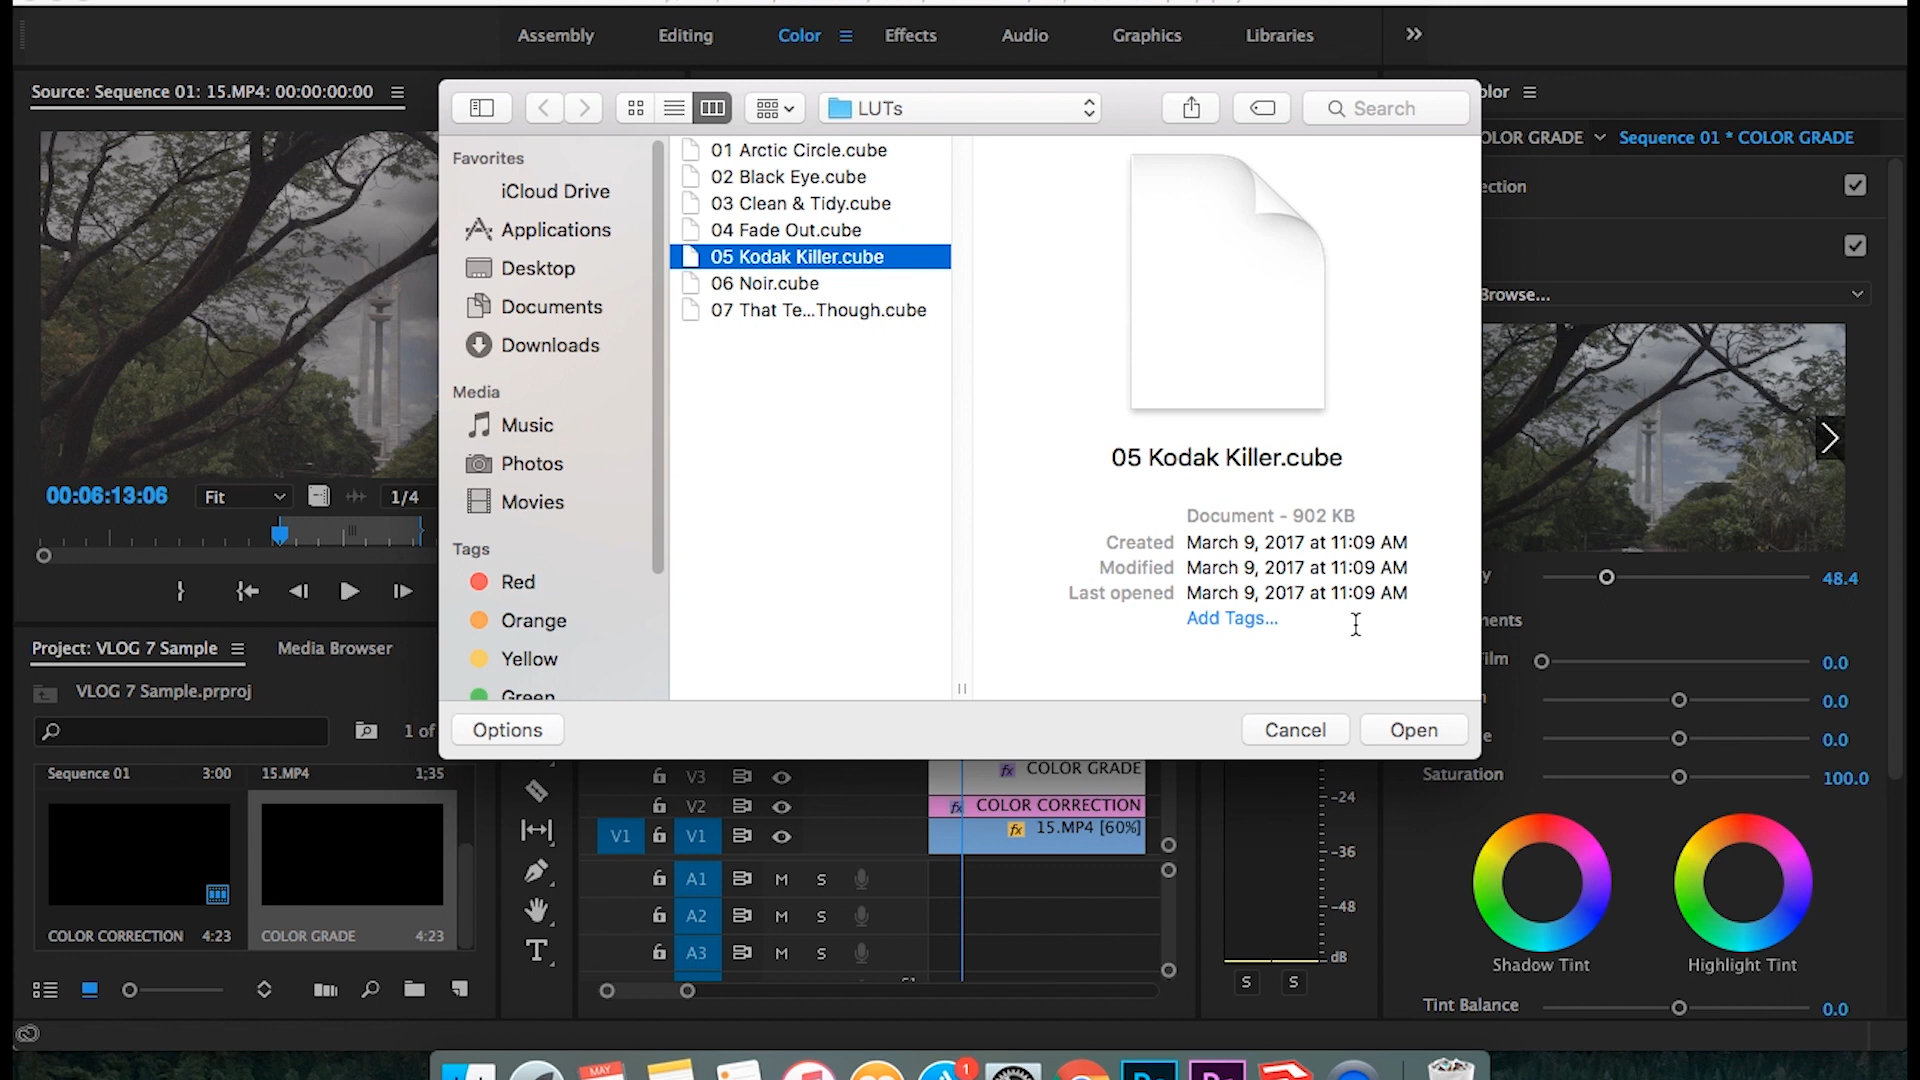 Assembly
Editing
Color
Effects
Audio
Graphics
Libraries
Source: Sequence 01: 15.MP4: 00:00:00:00
LUTs
Search
Favorites
iCloud Drive
Applications
Desktop
Documents
Downloads
Media
Music
Photos
Movies
Tags
Red
Orange
Yellow
Green
01 Arctic Circle.cube
02 Black Eye.cube
03 Clean & Tidy.cube
04 Fade Out.cube
05 Kodak Killer.cube
06 Noir.cube
07 That Te...Though.cube
05 Kodak Killer.cube
Document - 902 KB
Created March 9, 2017 at 11:09 AM
Modified March 9, 2017 at 11:09 AM
Last opened March 9, 2017 at 11:09 AM
Add Tags...
Options
Cancel
Open
OLOR GRADE
Sequence 01 * COLOR GRADE
Browse...
48.4
0.0
0.0
0.0
Saturation
100.0
Shadow Tint
Highlight Tint
Tint Balance
0.0
00:06:13:06
Fit
1/4
Project: VLOG 7 Sample
Media Browser
VLOG 7 Sample.prproj
1 of
Sequence 01 3:00
15.MP4 1;35
COLOR CORRECTION 4:23
COLOR GRADE 4:23
V3
COLOR GRADE
V2
fx COLOR CORRECTION
V1 V1
fx 15.MP4 [60%]
A1 M S
A2 M S
A3 M S
-24
-36
-48
dB
S S
MAY
1